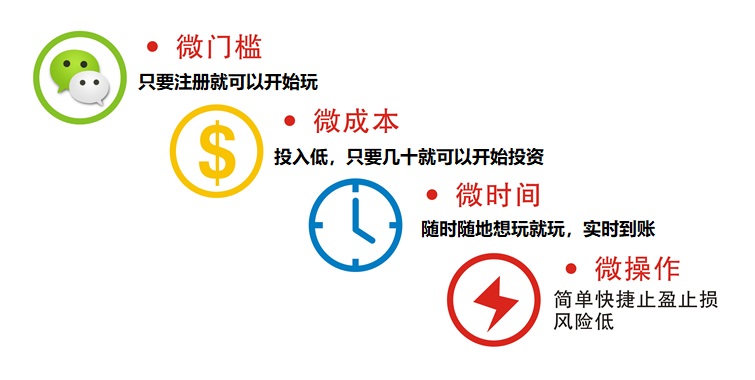 • 微门槛
只要注册就可以开始玩
• 微成本
投入低，只要几十就可以开始投资
• 微时间
随时随地想玩就玩，实时到账
• 微操作
简单快捷止盈止损
风险低